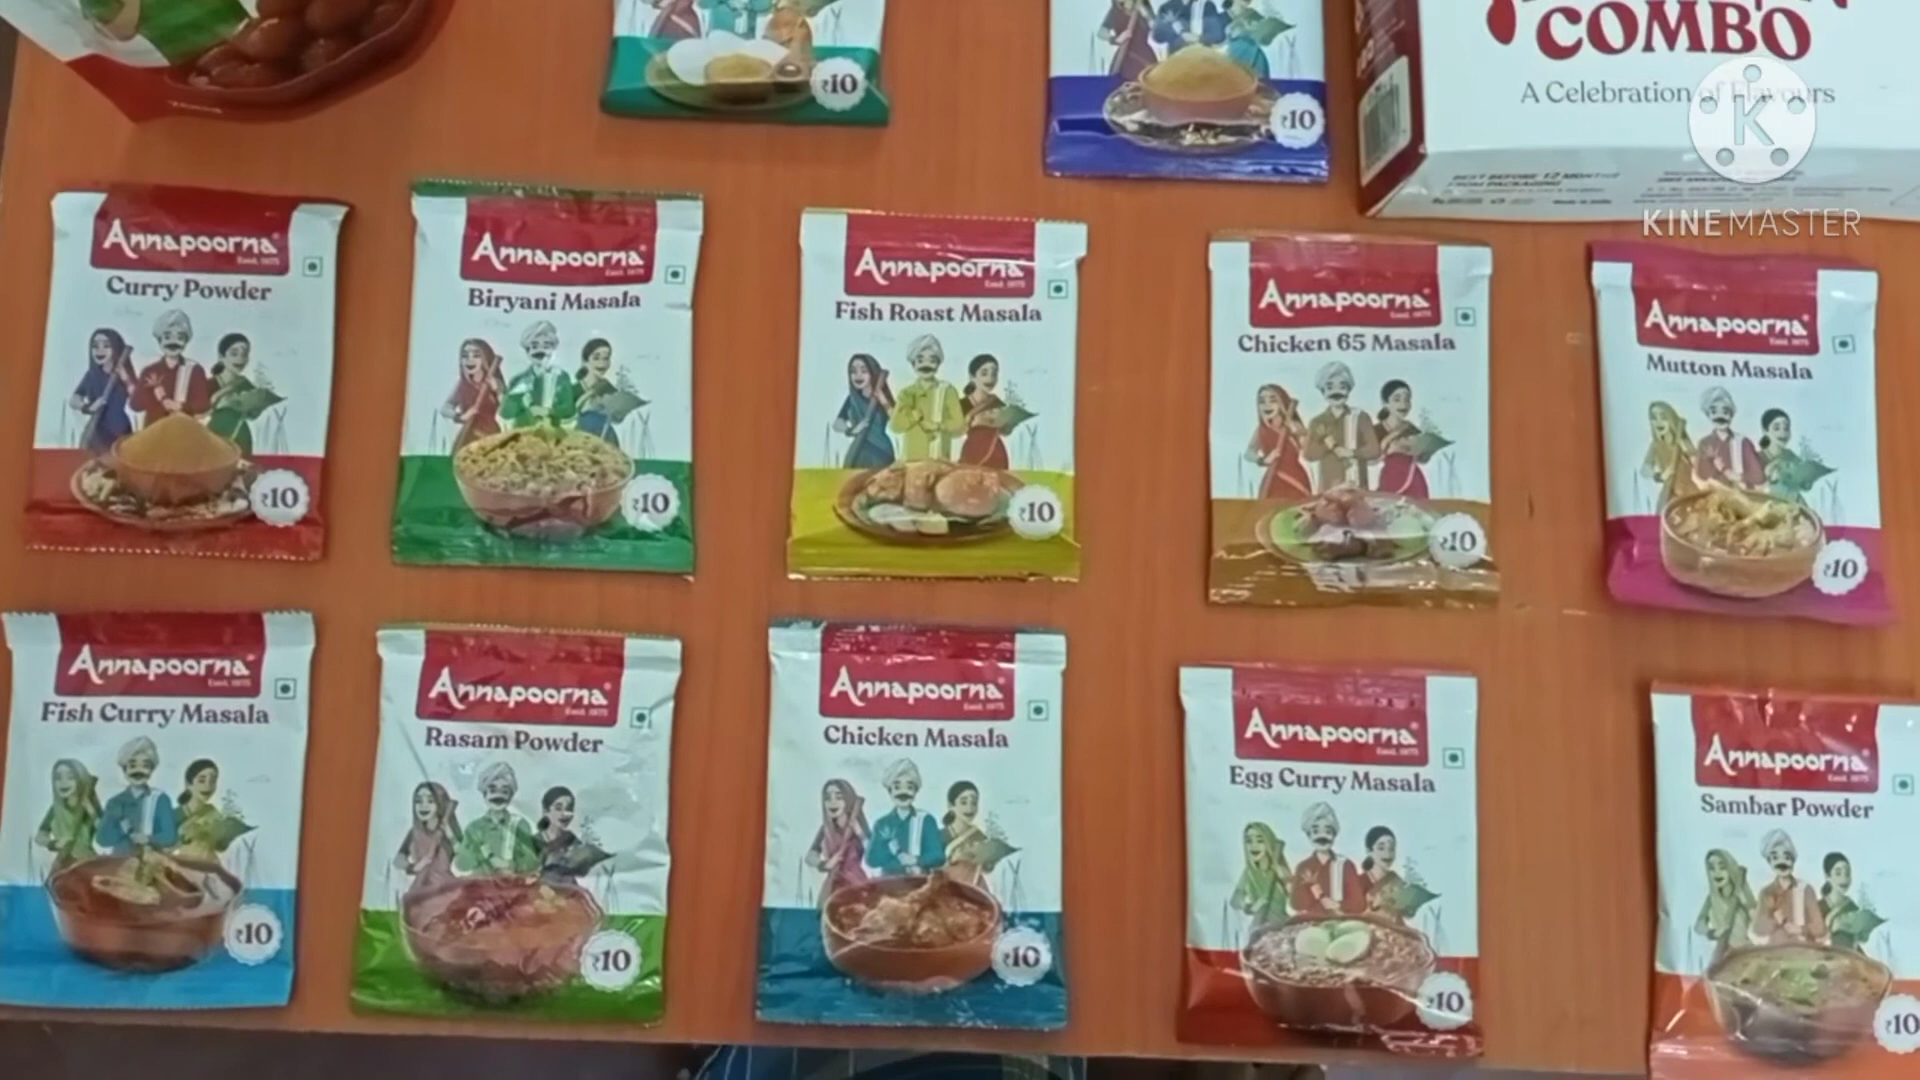 COMBO
A Celebration of Flavours
₹10
₹10
BEST BEFORE 12 MONTHS
FROM PACKAGING
KINEMASTER
Annapoorna
Estd. 1975
Curry Powder
₹10
Annapoorna
Estd. 1975
Biryani Masala
₹10
Annapoorna
Estd. 1975
Fish Roast Masala
₹10
Annapoorna
Estd. 1975
Chicken 65 Masala
₹10
Annapoorna
Estd. 1975
Mutton Masala
₹10
Annapoorna
Estd. 1975
Fish Curry Masala
₹10
Annapoorna
Estd. 1975
Rasam Powder
₹10
Annapoorna
Estd. 1975
Chicken Masala
₹10
Annapoorna
Estd. 1975
Egg Curry Masala
₹10
Annapoorna
Estd. 1975
Sambar Powder
₹10